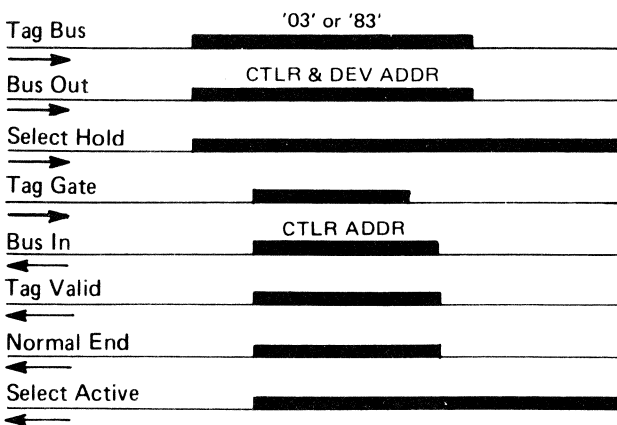 '03' or '83'
Tag Bus
CTLR & DEV ADDR
Bus Out
Select Hold
Tag Gate
CTLR ADDR
Bus In
Tag Valid
Normal End
Select Active